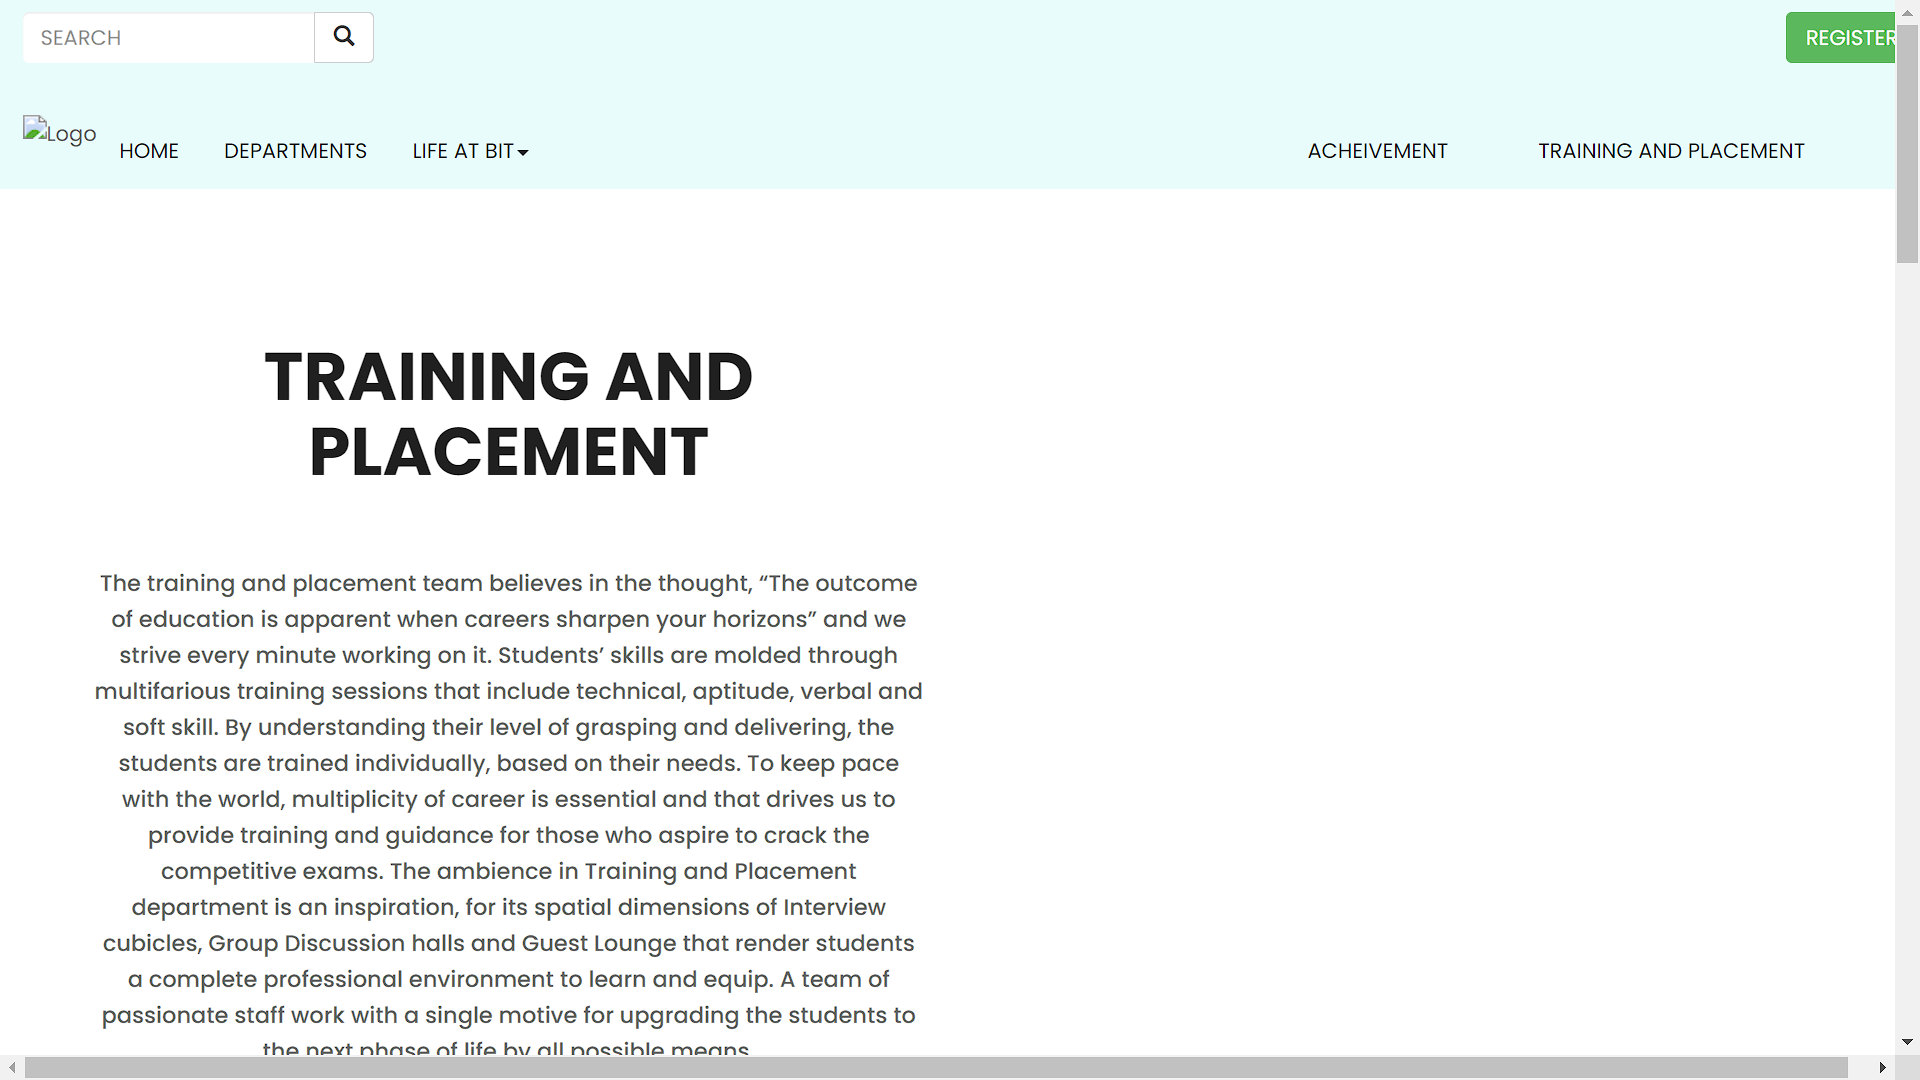 SEARCH
REGISTER
Logo
HOME
DEPARTMENTS
LIFE AT BIT
ACHEIVEMENT
TRAINING AND PLACEMENT
TRAINING AND
PLACEMENT
The training and placement team believes in the thought, “The outcome
of education is apparent when careers sharpen your horizons” and we
strive every minute working on it. Students’ skills are molded through
multifarious training sessions that include technical, aptitude, verbal and
soft skill. By understanding their level of grasping and delivering, the
students are trained individually, based on their needs. To keep pace
with the world, multiplicity of career is essential and that drives us to
provide training and guidance for those who aspire to crack the
competitive exams. The ambience in Training and Placement
department is an inspiration, for its spatial dimensions of Interview
cubicles, Group Discussion halls and Guest Lounge that render students
a complete professional environment to learn and equip. A team of
passionate staff work with a single motive for upgrading the students to
the next phase of life by all possible means.